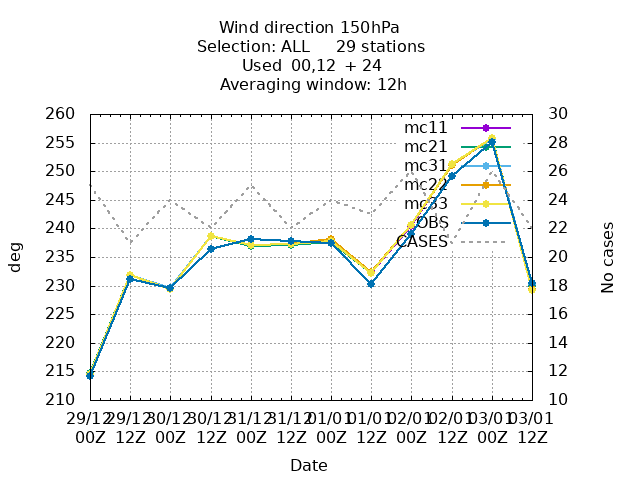 Wind direction 150hPa
Selection: ALL 29 stations
Used 00,12 + 24
Averaging window: 12h
260 30
255 28
250 26
245 24
240 22
235 20
230 18
225 16
220 14
215 12
210 10
mc11
mc21
mc31
mc22
mc33
OBS
CASES
deg
No cases
29/12 29/12 30/12 30/12 31/12 31/12 01/01 01/01 02/01 02/01 03/01 03/01
00Z 12Z 00Z 12Z 00Z 12Z 00Z 12Z 00Z 12Z 00Z 12Z
Date